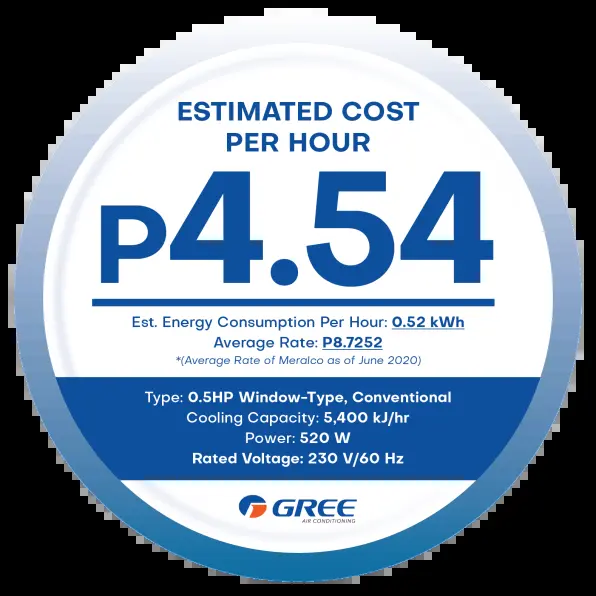 ESTIMATED COST
PER HOUR
P4.54
Est. Energy Consumption Per Hour: 0.52 kWh
Average Rate: P8.7252
*(Average Rate of Meralco as of June 2020)
Type: 0.5HP Window-Type, Conventional
Cooling Capacity: 5,400 kJ/hr
Power: 520 W
Rated Voltage: 230 V/60 Hz
GREE
AIR CONDITIONING